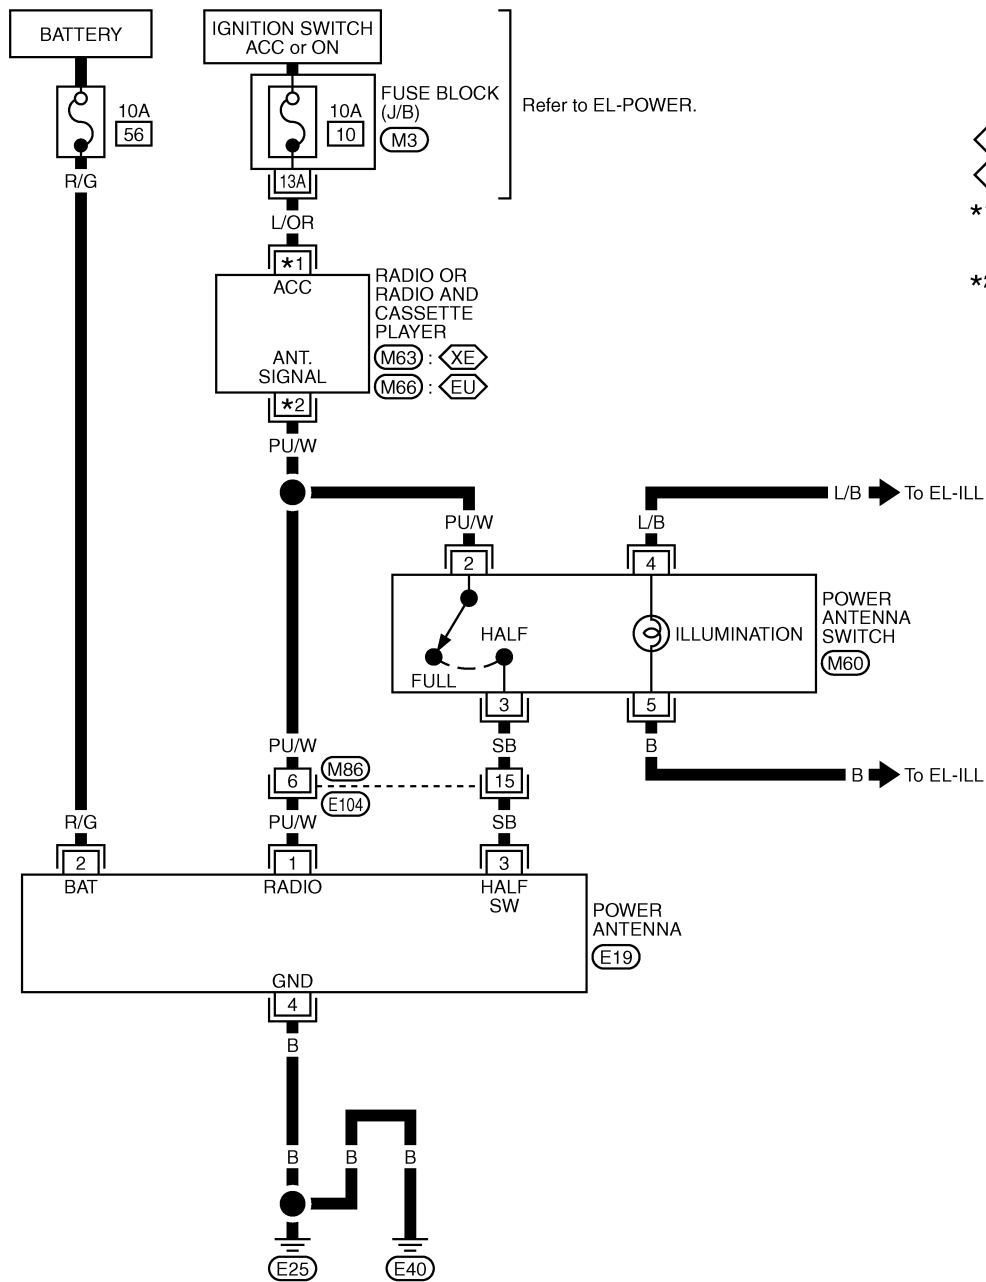 BATTERY
IGNITION SWITCH
ACC or ON
10A
56
10A
10
FUSE BLOCK
(J/B)
M3
Refer to EL-POWER.
R/G
13A
L/OR
*1
ACC
RADIO OR
RADIO AND
CASSETTE
PLAYER
M63 : XE
M66 : EU
ANT.
SIGNAL
*2
PU/W
PU/W
L/B
L/B
To EL-ILL
2
4
HALF
FULL
ILLUMINATION
POWER
ANTENNA
SWITCH
M60
3
5
PU/W
SB
B
B
To EL-ILL
6
M86
E104
15
R/G
PU/W
SB
2
1
3
BAT
RADIO
HALF
SW
POWER
ANTENNA
E19
GND
4
B
B
B
B
E25
E40